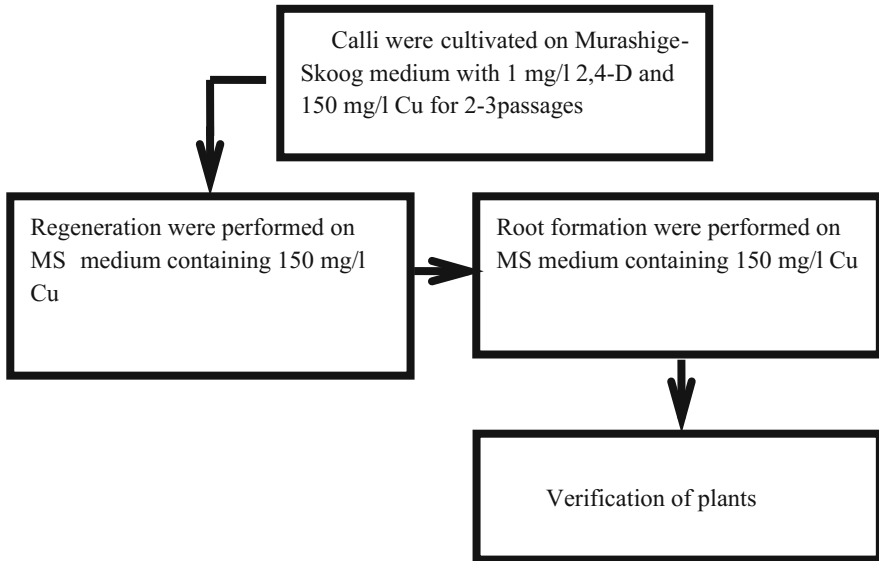 Calli were cultivated on Murashige-
Skoog medium with 1 mg/l 2,4-D and
150 mg/l Cu for 2-3passages
Regeneration were performed on
MS medium containing 150 mg/l
Cu
Root formation were performed on
MS medium containing 150 mg/l Cu
Verification of plants